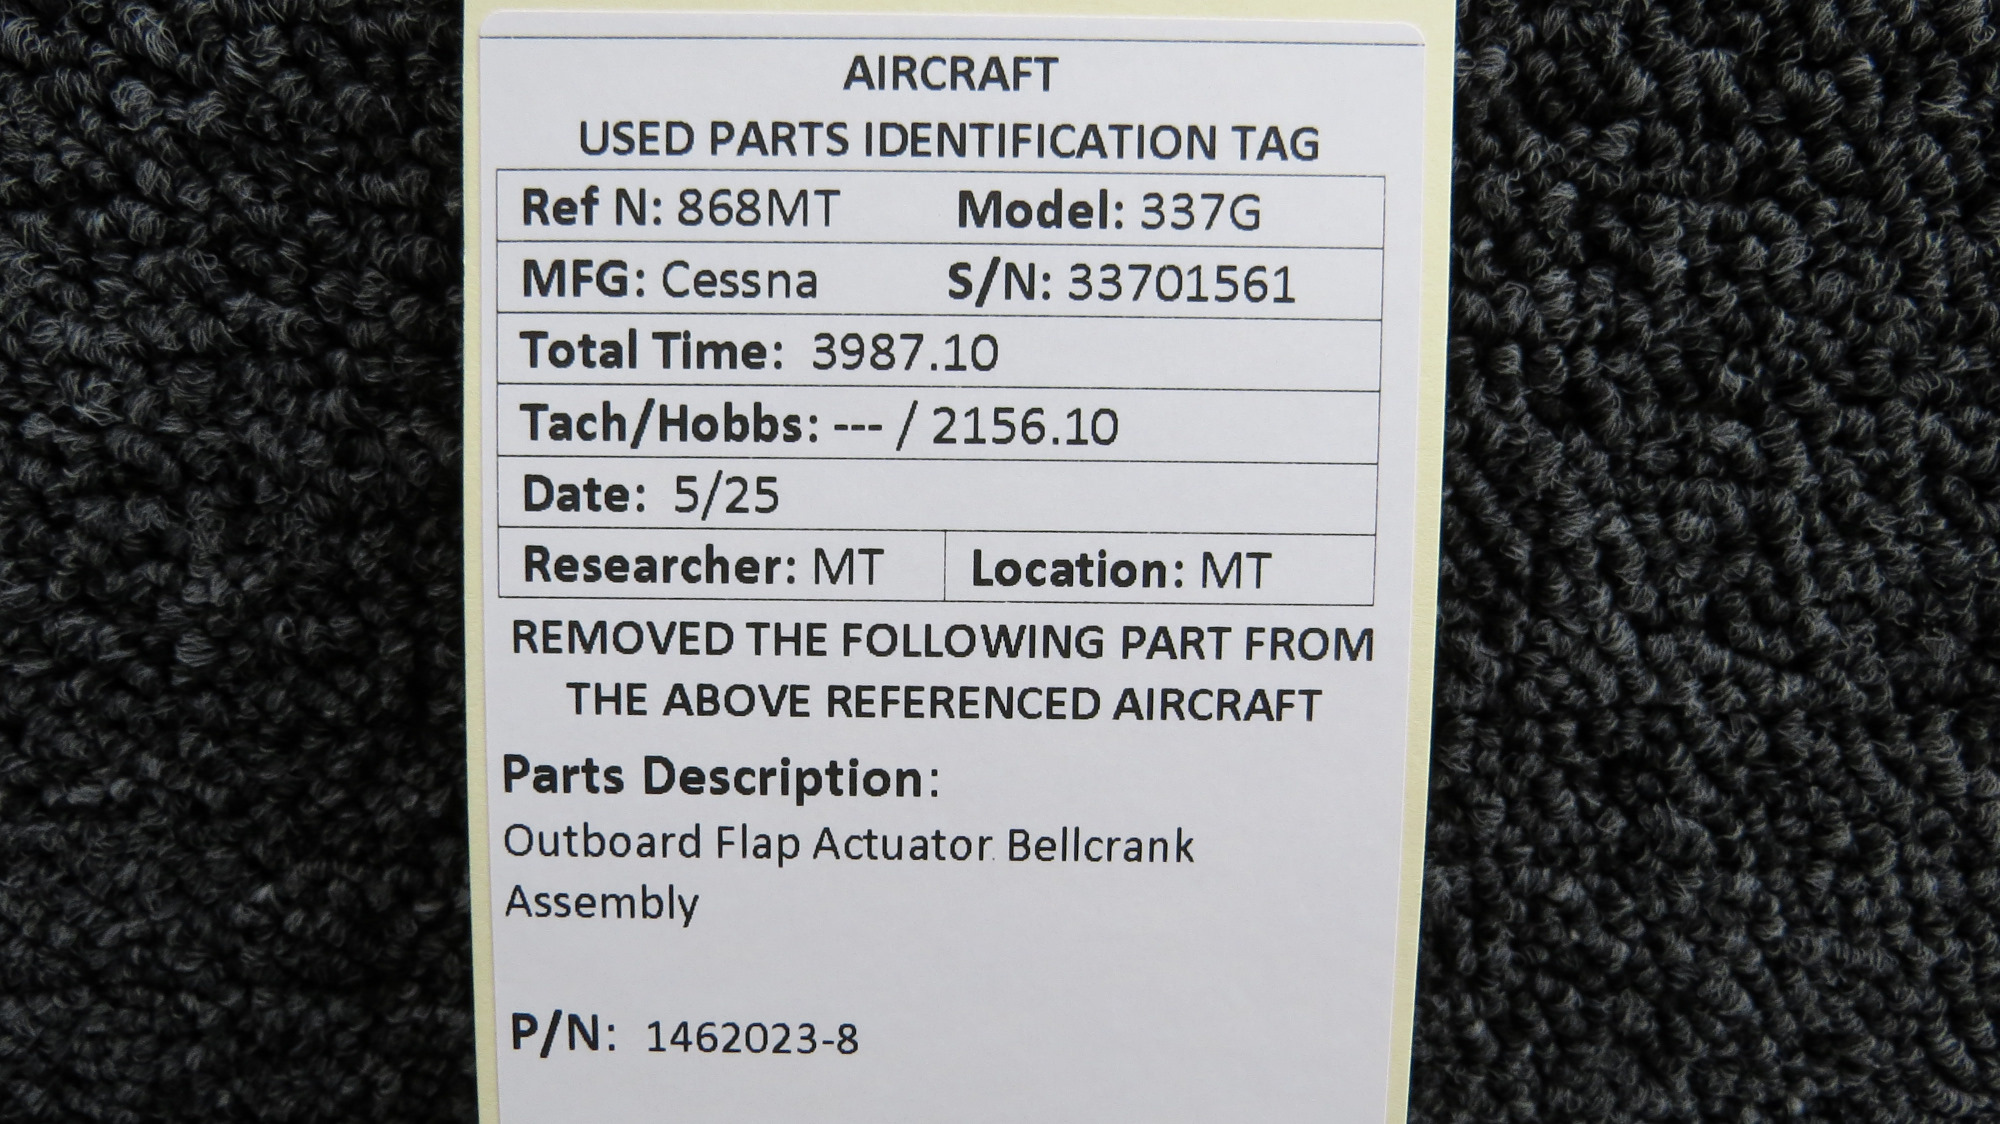 AIRCRAFT
USED PARTS IDENTIFICATION TAG
Ref N: 868MT Model: 337G
MFG: Cessna S/N: 33701561
Total Time: 3987.10
Tach/Hobbs: --- / 2156.10
Date: 5/25
Researcher: MT Location: MT
REMOVED THE FOLLOWING PART FROM
THE ABOVE REFERENCED AIRCRAFT
Parts Description:
Outboard Flap Actuator Bellcrank
Assembly
P/N: 1462023-8